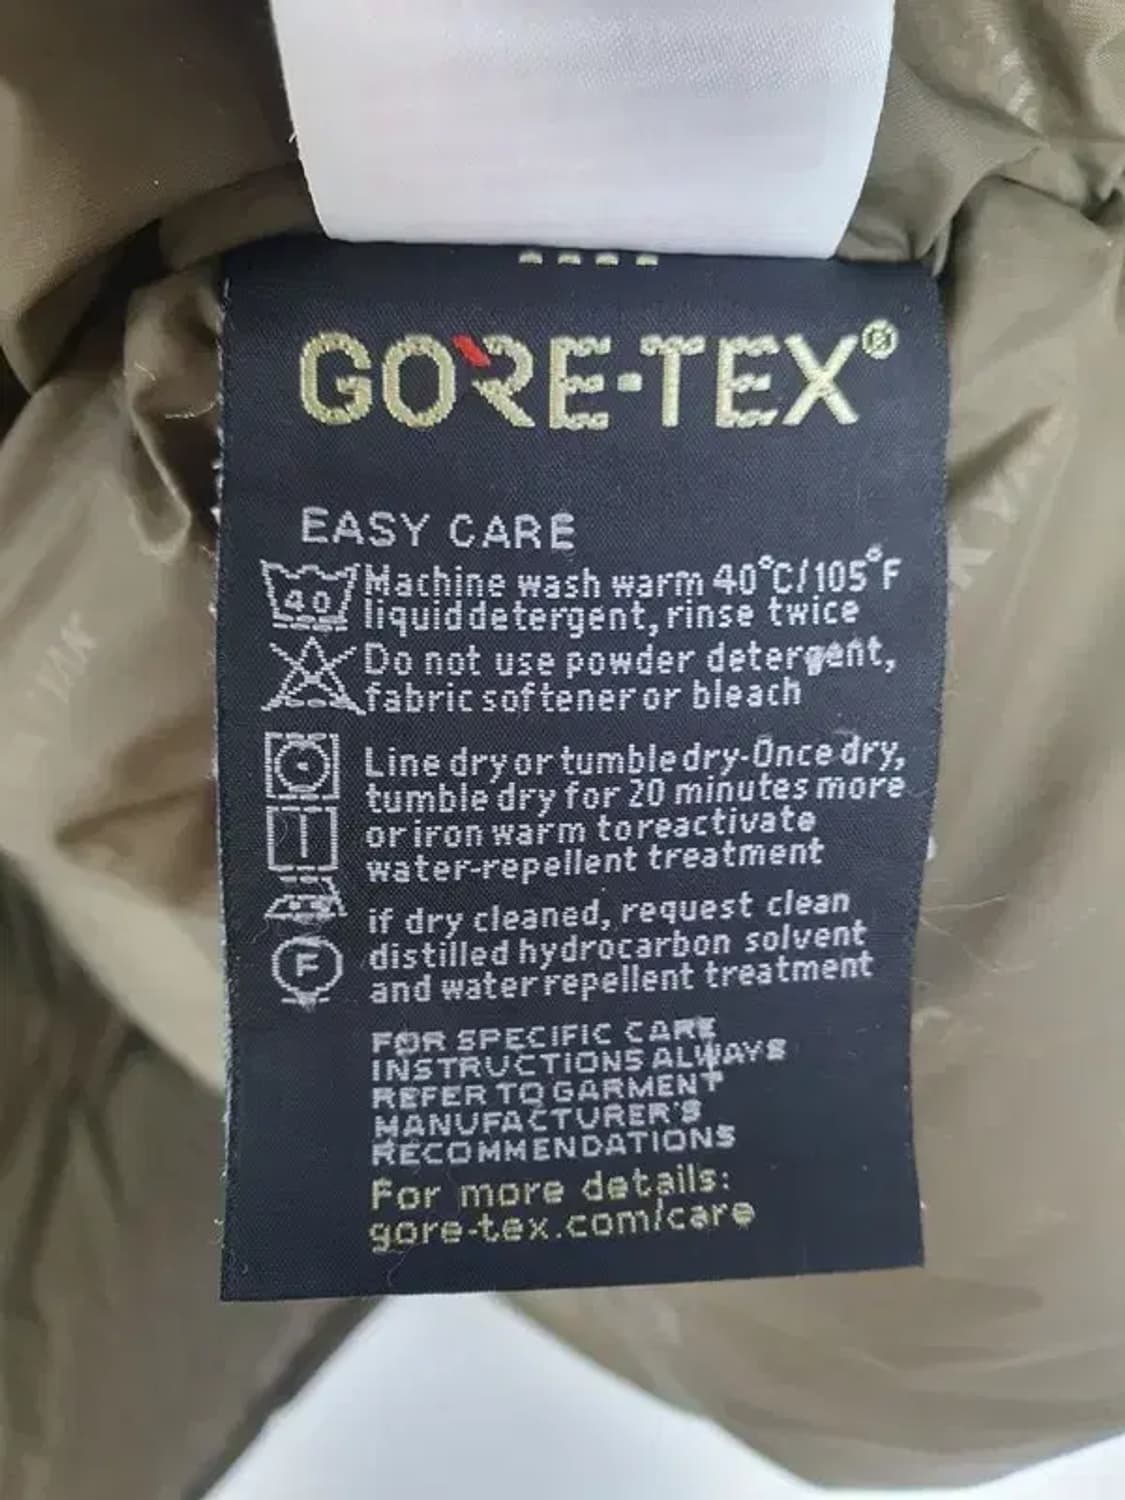 GORE-TEX®
EASY CARE
40
Machine wash warm 40°C/105°F
liquid detergent, rinse twice
Do not use powder detergent,
fabric softener or bleach
Line dry or tumble dry-Once dry,
tumble dry for 20 minutes more
or iron warm to reactivate
water-repellent treatment
if dry cleaned, request clean
F
distilled hydrocarbon solvent
and water repellent treatment
FOR SPECIFIC CARE
INSTRUCTIONS ALWAYS
REFER TO GARMENT
MANUFACTURER'S
RECOMMENDATIONS
For more details:
gore-tex.com/care